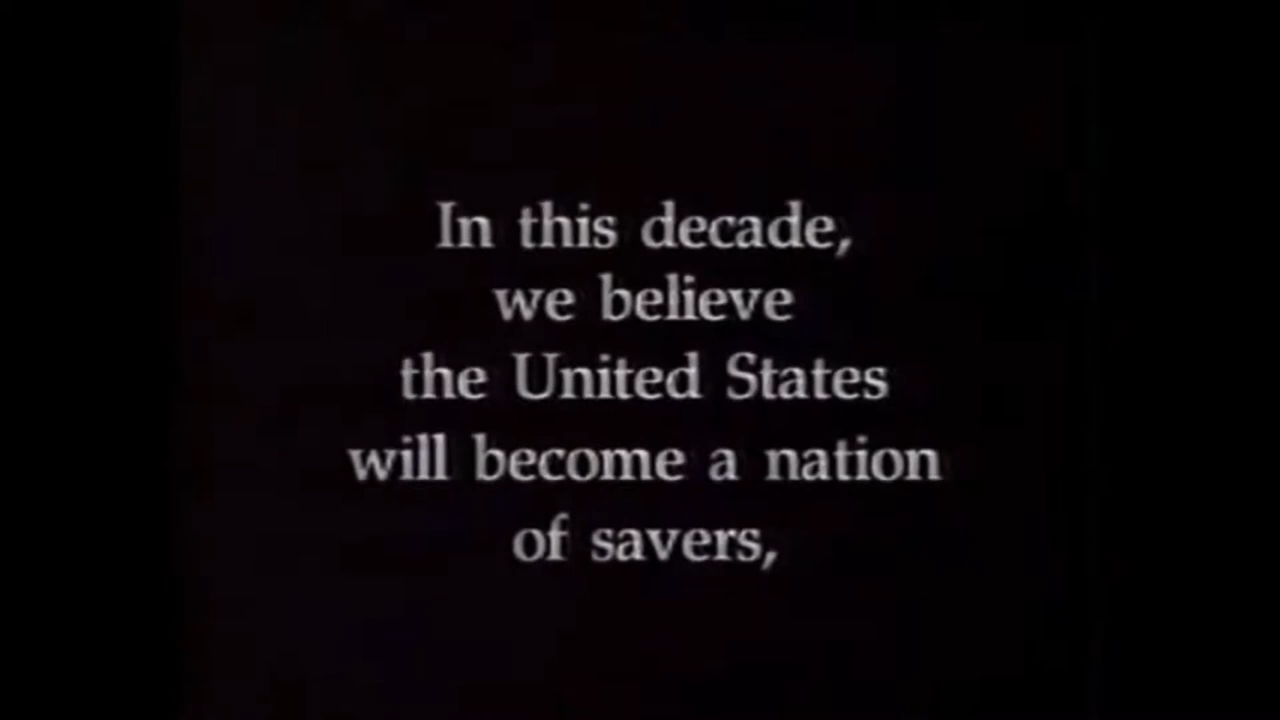 In this decade,
we believe
the United States
will become a nation
of savers,